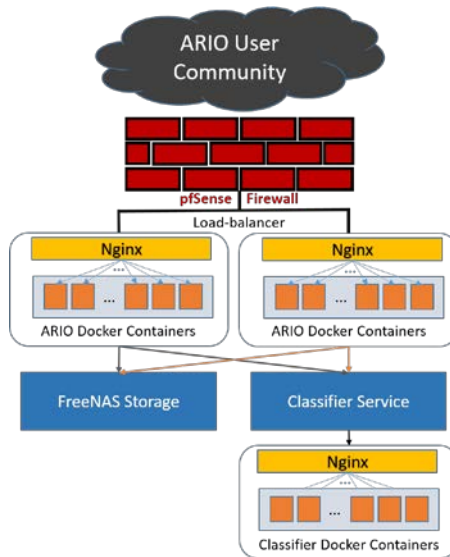 ARIO User
Community
pfSense Firewall
Load-balancer
Nginx
...
...
ARIO Docker Containers
Nginx
...
...
ARIO Docker Containers
FreeNAS Storage
Classifier Service
Nginx
...
...
Classifier Docker Containers